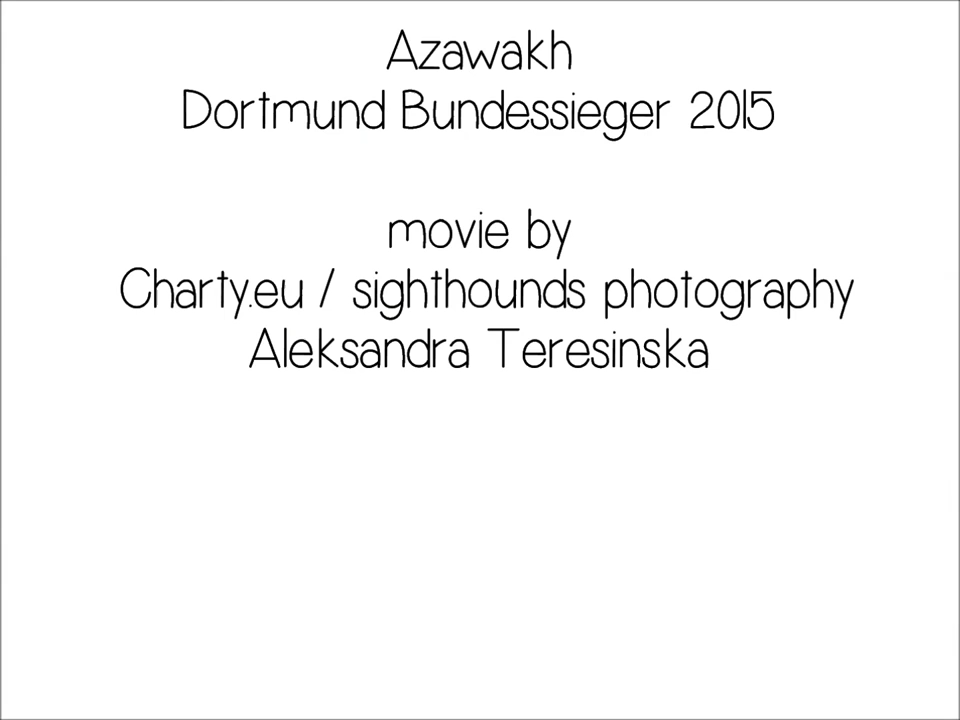 Azawakh
Dortmund Bundessieger 2015
movie by
Charty.eu / sighthounds photography
Aleksandra Teresinska